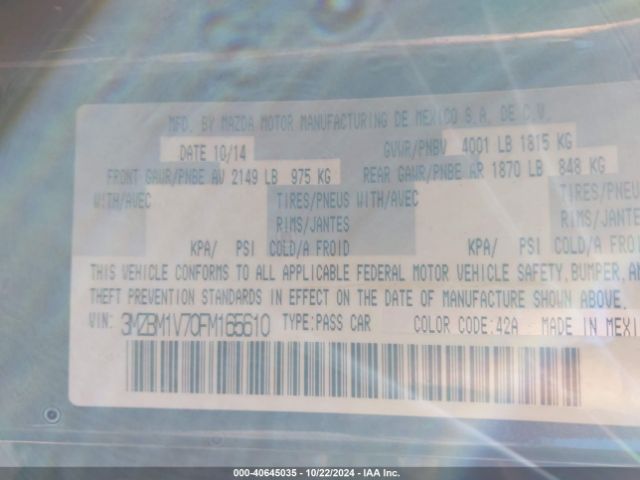 MFD. BY MAZDA MOTOR MANUFACTURING DE MEXICO S.A. DE C.V.
DATE 10/14 GVWR/PNBV 4001 LB 1815 KG
FRONT GAWR/PNBE AV 2149 LB 975 KG REAR GAWR/PNBE AR 1870 LB 848 KG
WITH/AVEC TIRES/PNEUS WITH/AVEC TIRES/PNEUS
RIMS/JANTES RIMS/JANTES
KPA/ PSI COLD/A FROID KPA/ PSI COLD/A FROID
THIS VEHICLE CONFORMS TO ALL APPLICABLE FEDERAL MOTOR VEHICLE SAFETY, BUMPER, AN
THEFT PREVENTION STANDARDS IN EFFECT ON THE DATE OF MANUFACTURE SHOWN ABOVE.
VIN: 3MZBM1V70FM165610 TYPE:PASS CAR COLOR CODE:42A MADE IN MEXI
000-40645035 - 10/22/2024 - IAA Inc.